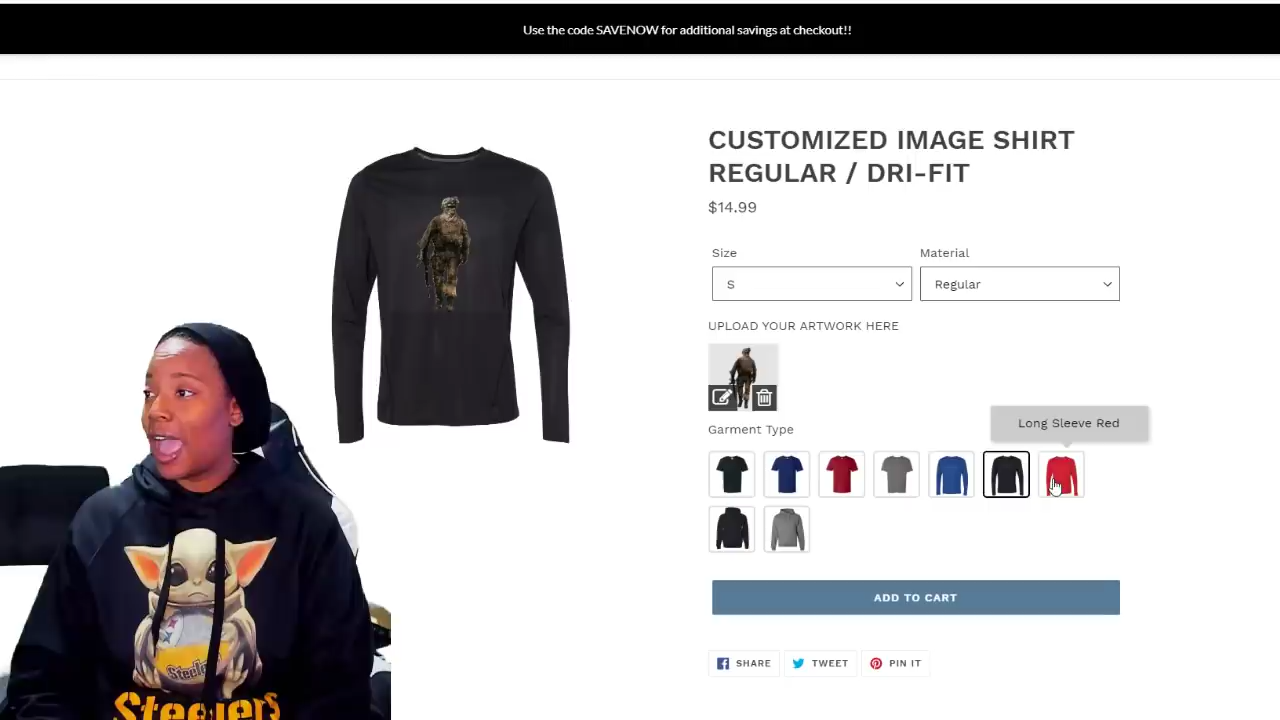 Use the code SAVENOW for additional savings at checkout!!
CUSTOMIZED IMAGE SHIRT
REGULAR / DRI-FIT
$14.99
Size
Material
S
Regular
UPLOAD YOUR ARTWORK HERE
Garment Type
Long Sleeve Red
ADD TO CART
SHARE
TWEET
PIN IT
Steelers